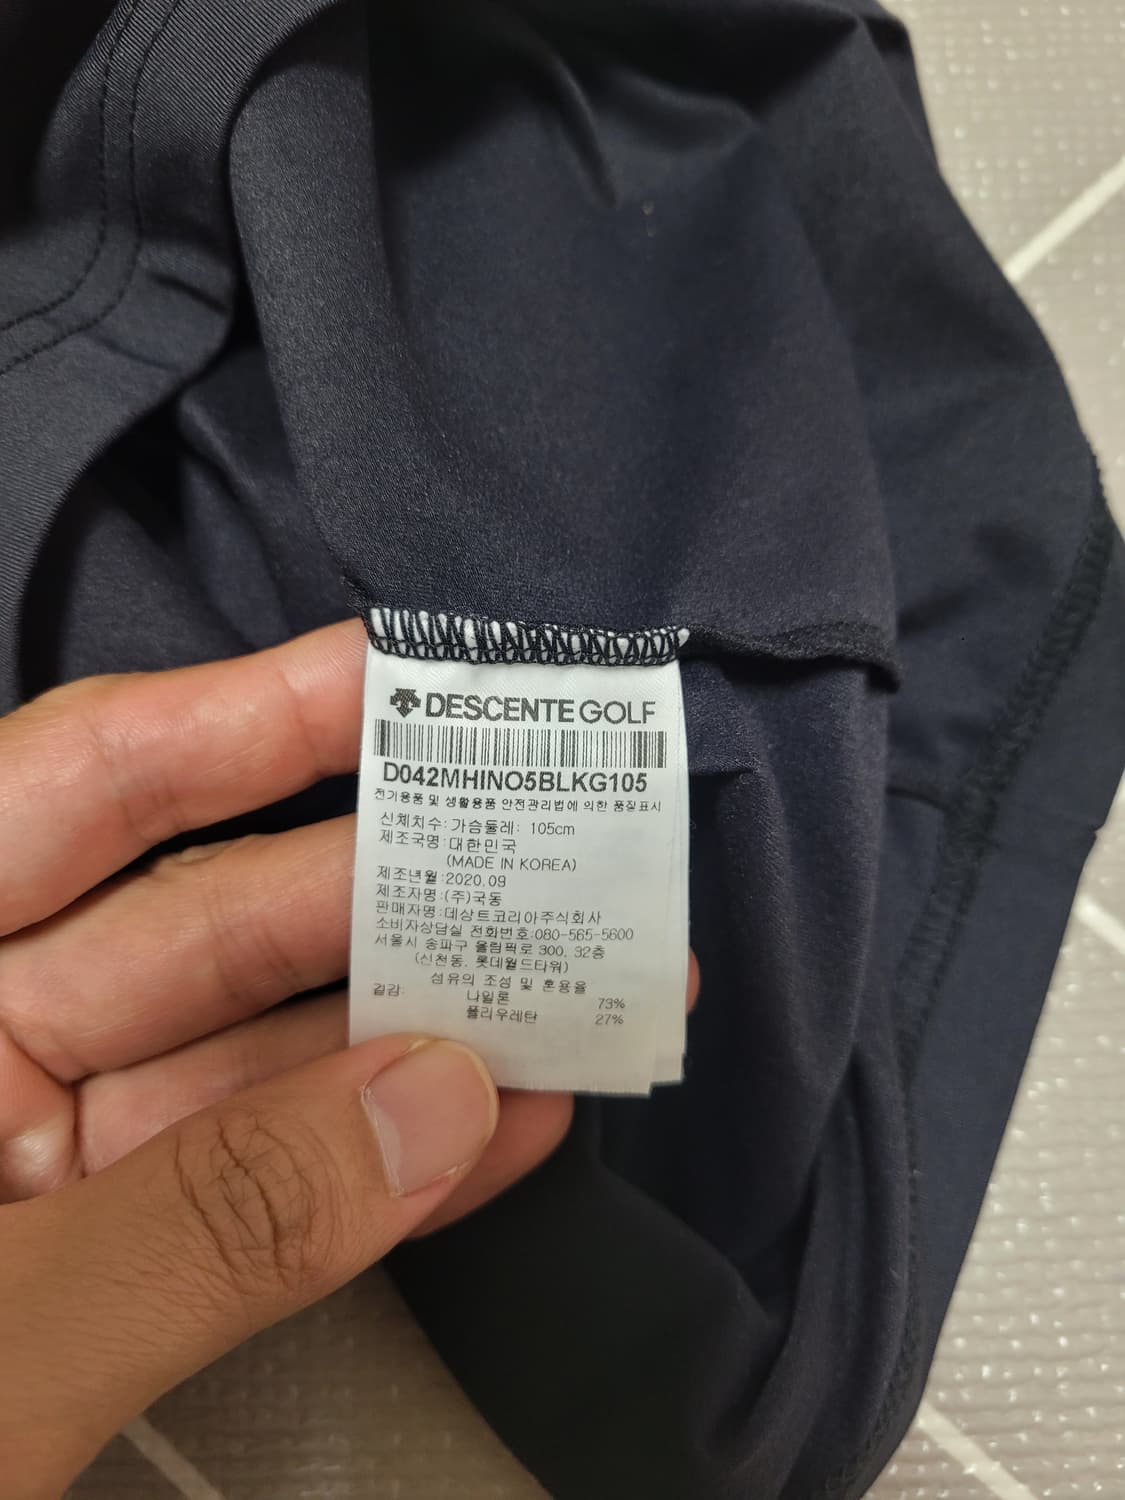 DESCENTE GOLF
D042MHINO5BLKG105
전기용품 및 생활용품 안전관리법에 의한 품질표시
신체치수:가슴둘레: 105cm
제조국명:대한민국
(MADE IN KOREA)
제조년월:2020.09
제조자명:(주)국동
판매자명:데상트코리아주식회사
소비자상담실 전화번호:080-565-5600
서울시 송파구 올림픽로 300, 32층
(신천동, 롯데월드타워)
섬유의 조성 및 혼용율
겉감: 나일론 73%
폴리우레탄 27%